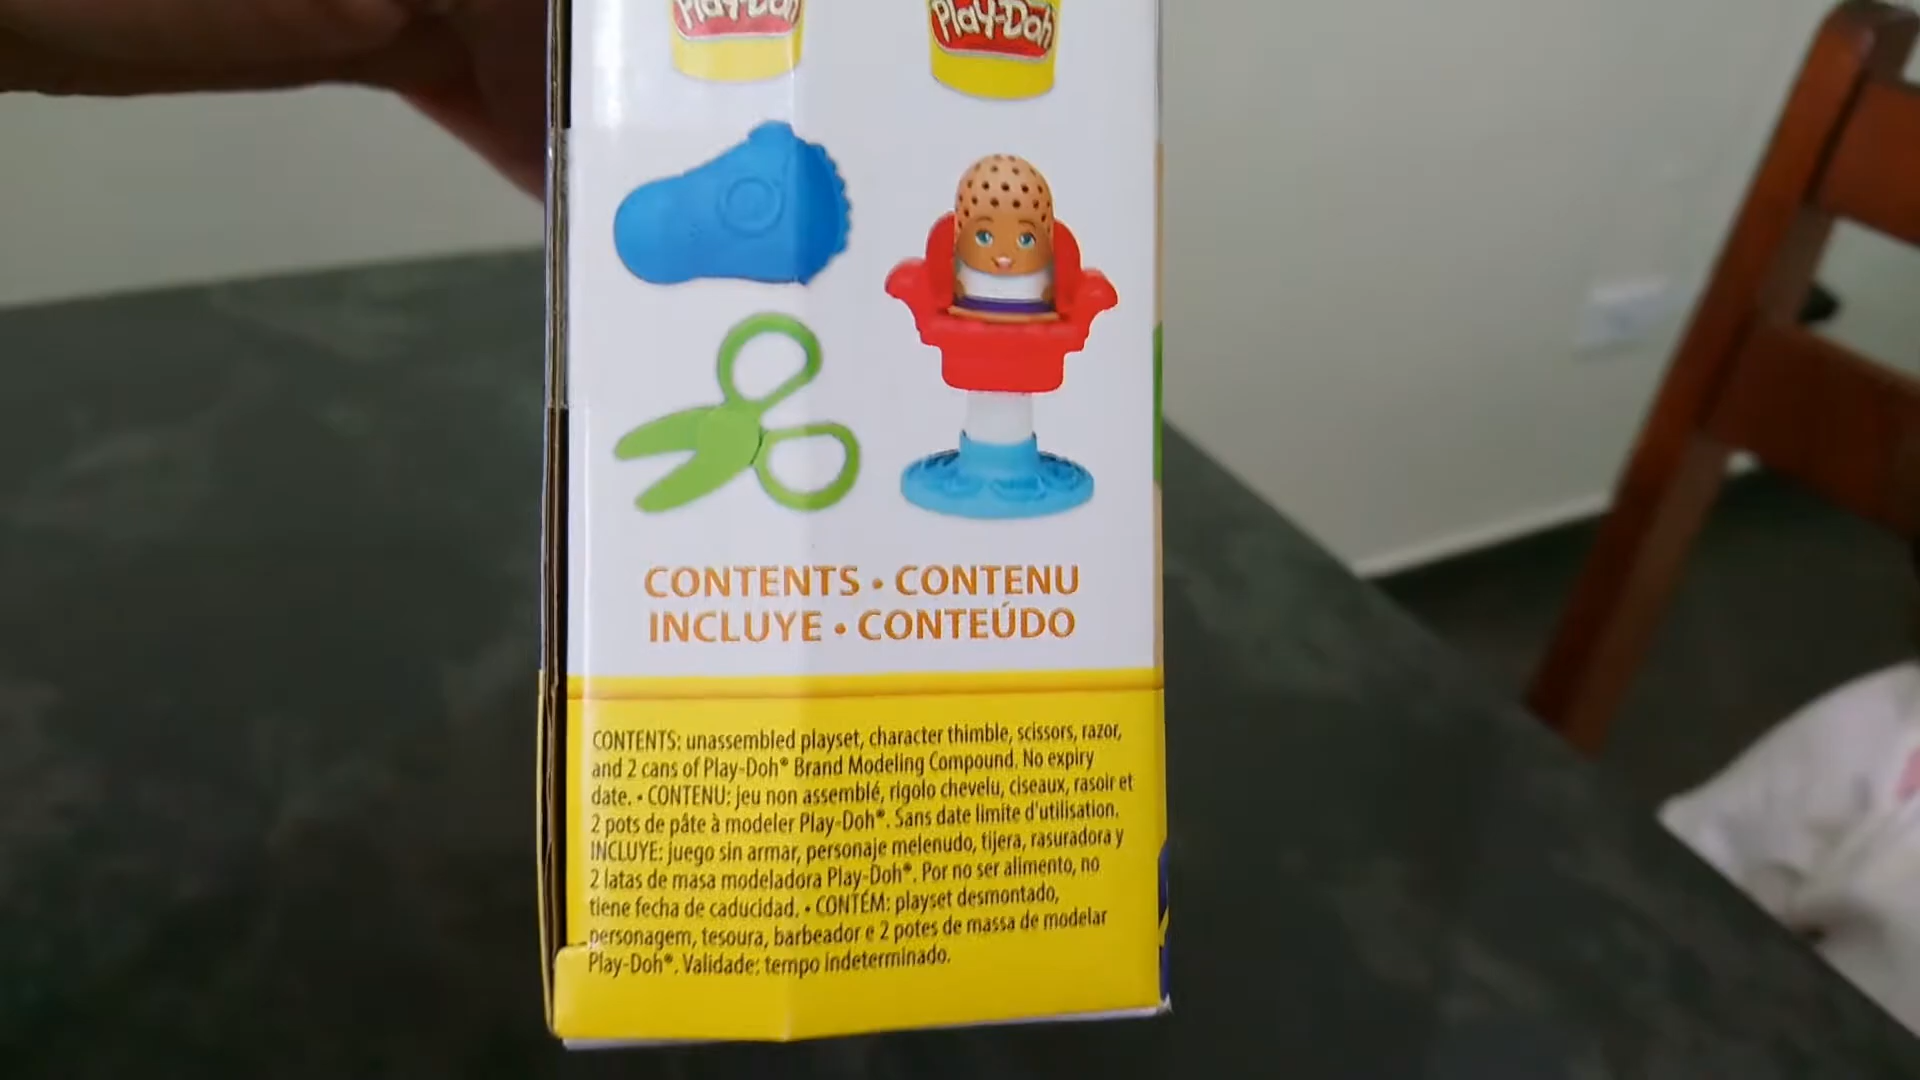 Play-Doh
Play-Doh
CONTENTS • CONTENU
INCLUYE • CONTEÚDO
CONTENTS: unassembled playset, character thimble, scissors, razor,
and 2 cans of Play-Doh® Brand Modeling Compound. No expiry
date. • CONTENU: jeu non assemblé, rigolo chevelu, ciseaux, rasoir et
2 pots de pâte à modeler Play-Doh®. Sans date limite d'utilisation.
INCLUYE: juego sin armar, personaje melenudo, tijera, rasuradora y
2 latas de masa modeladora Play-Doh®. Por no ser alimento, no
tiene fecha de caducidad. • CONTÉM: playset desmontado,
personagem, tesoura, barbeador e 2 potes de massa de modelar
Play-Doh®. Validade: tempo indeterminado.